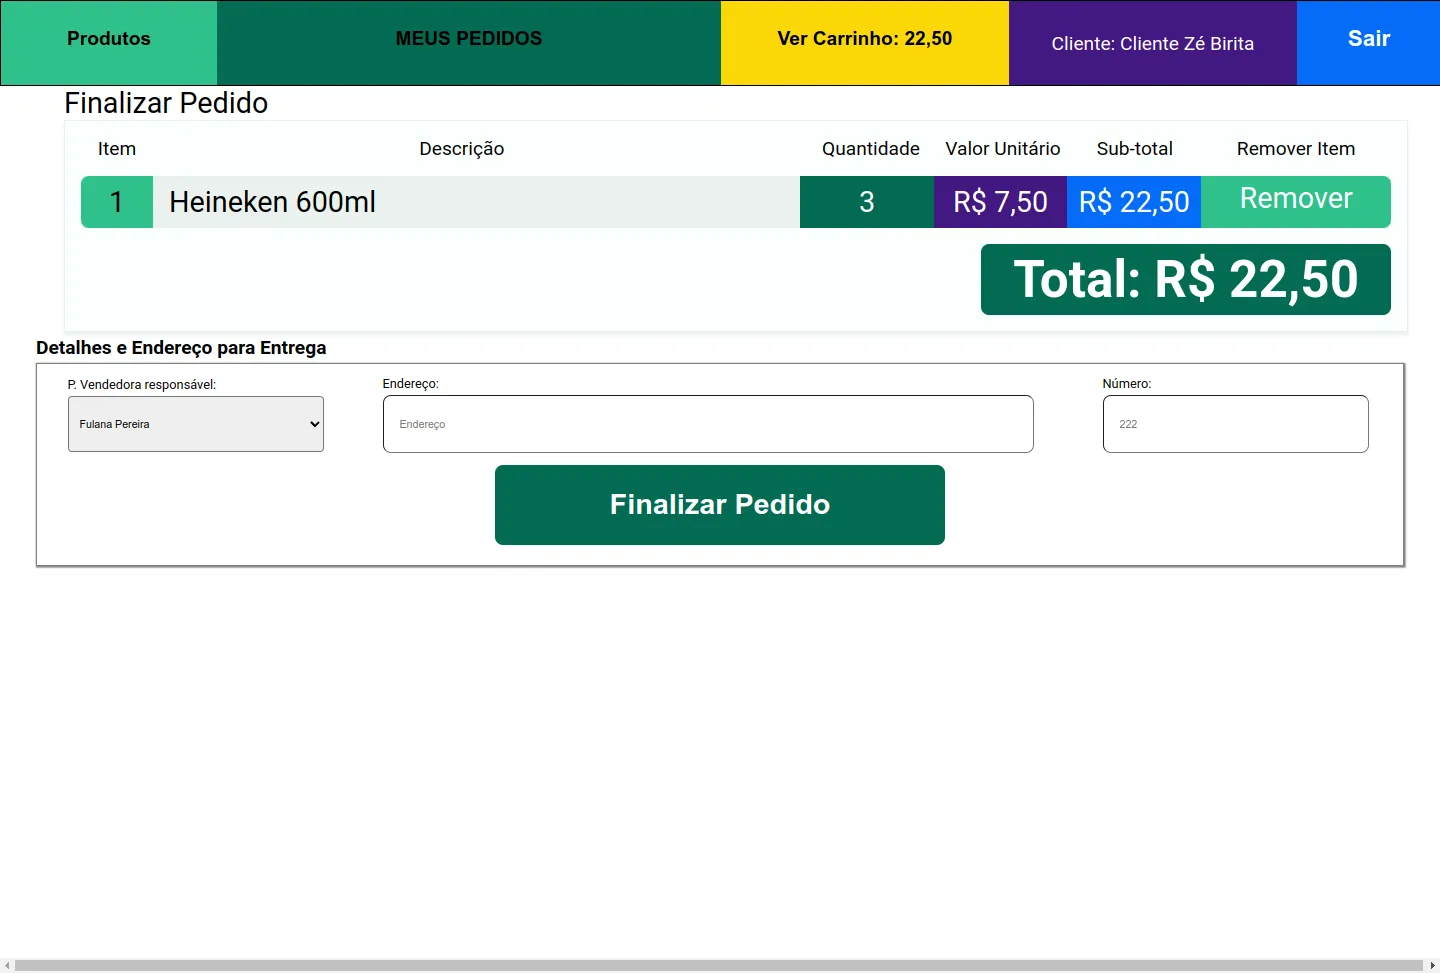 Produtos MEUS PEDIDOS Ver Carrinho: 22,50 Cliente: Cliente Zé Birita Sair
Finalizar Pedido
Item Descrição Quantidade Valor Unitário Sub-total Remover Item
1 Heineken 600ml 3 R$ 7,50 R$ 22,50 Remover
Total: R$ 22,50
Detalhes e Endereço para Entrega
P. Vendedora responsável: Endereço: Número:
Fulana Pereira Endereço 222
Finalizar Pedido